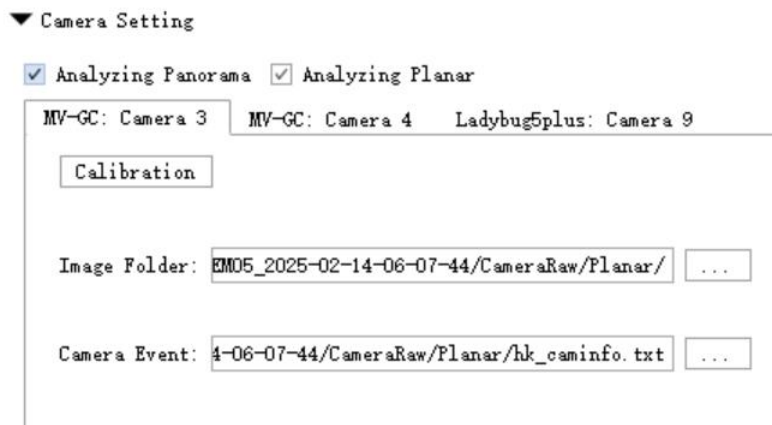 Camera Setting
Analyzing Panorama Analyzing Planar
MV-GC: Camera 3 MV-GC: Camera 4 Ladybug5plus: Camera 9
Calibration
Image Folder: EM05_2025-02-14-06-07-44/CameraRaw/Planar/ ...
Camera Event: 4-06-07-44/CameraRaw/Planar/hk_caminfo.txt ...